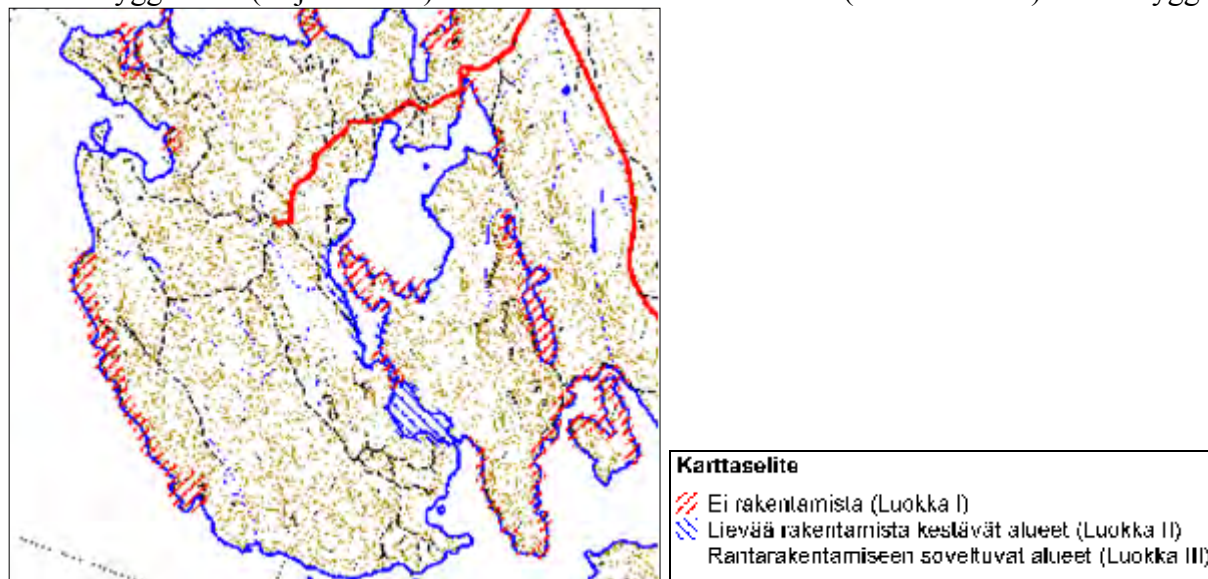 Karttaselite
Ei rakentamista (Luokka I)
Lievää rakentamista kestävät alueet (Luokka II)
Rantarakentamiseen soveltuvat alueet (Luokka III)